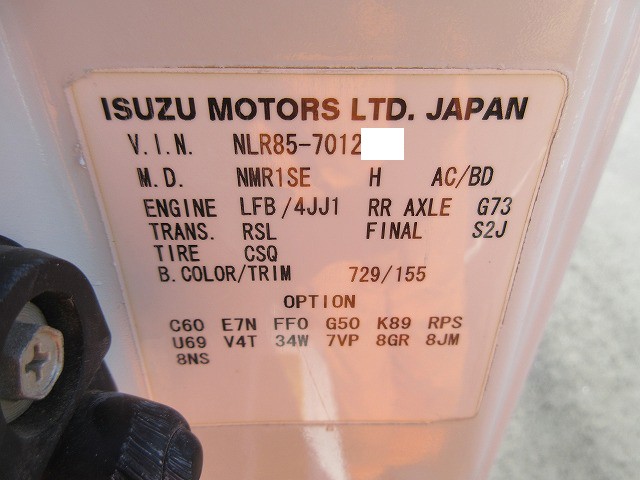 ISUZU MOTORS LTD. JAPAN
V.I.N. NLR85-7012
M.D. NMR1SE H AC/BD
ENGINE LFB/4JJ1 RR AXLE G73
TRANS. RSL FINAL S2J
TIRE CSQ
B.COLOR/TRIM 729/155
OPTION
C60 E7N FF0 G50 K89 RPS
U69 V4T 34W 7VP 8GR 8JM
8NS